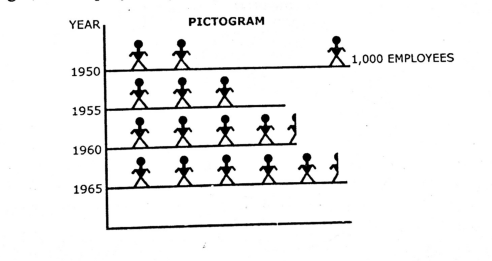 YEAR
PICTOGRAM
1,000 EMPLOYEES
1950
1955
1960
1965